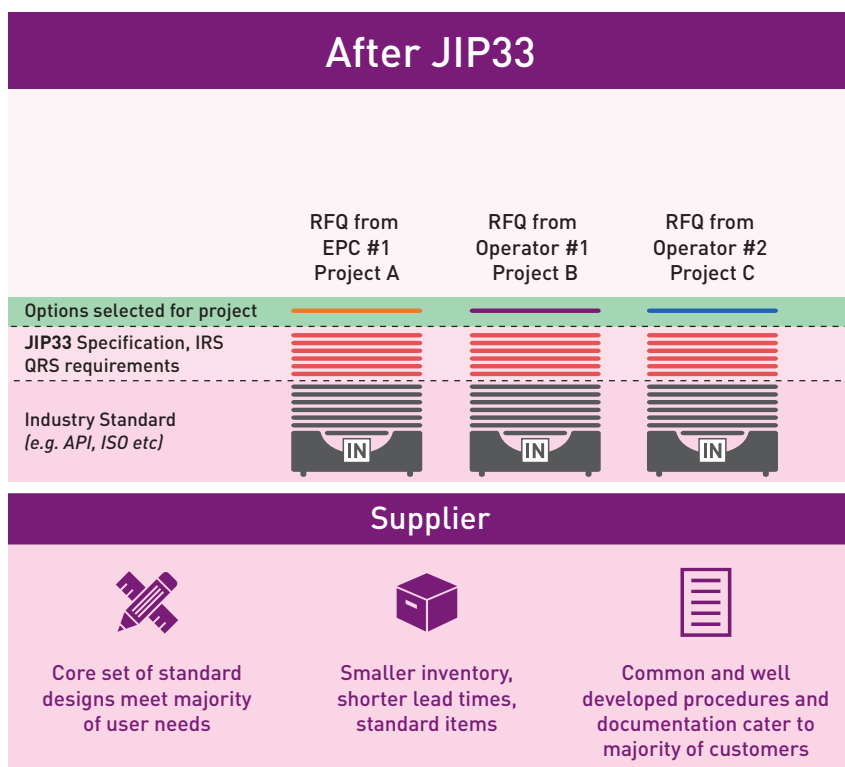 After JIP33
RFQ from
EPC #1
Project A
RFQ from
Operator #1
Project B
RFQ from
Operator #2
Project C
Options selected for project
JIP33 Specification, IRS
QRS requirements
Industry Standard
(e.g. API, ISO etc)
IN
IN
IN
Supplier
Core set of standard
designs meet majority
of user needs
Smaller inventory,
shorter lead times,
standard items
Common and well
developed procedures and
documentation cater to
majority of customers